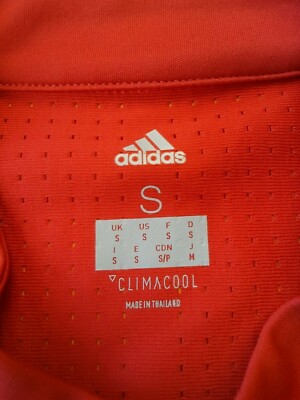 adidas
S
UK US F D
S S S S
I E CDN J
S S S/P M
CLIMACOOL
MADE IN THAILAND